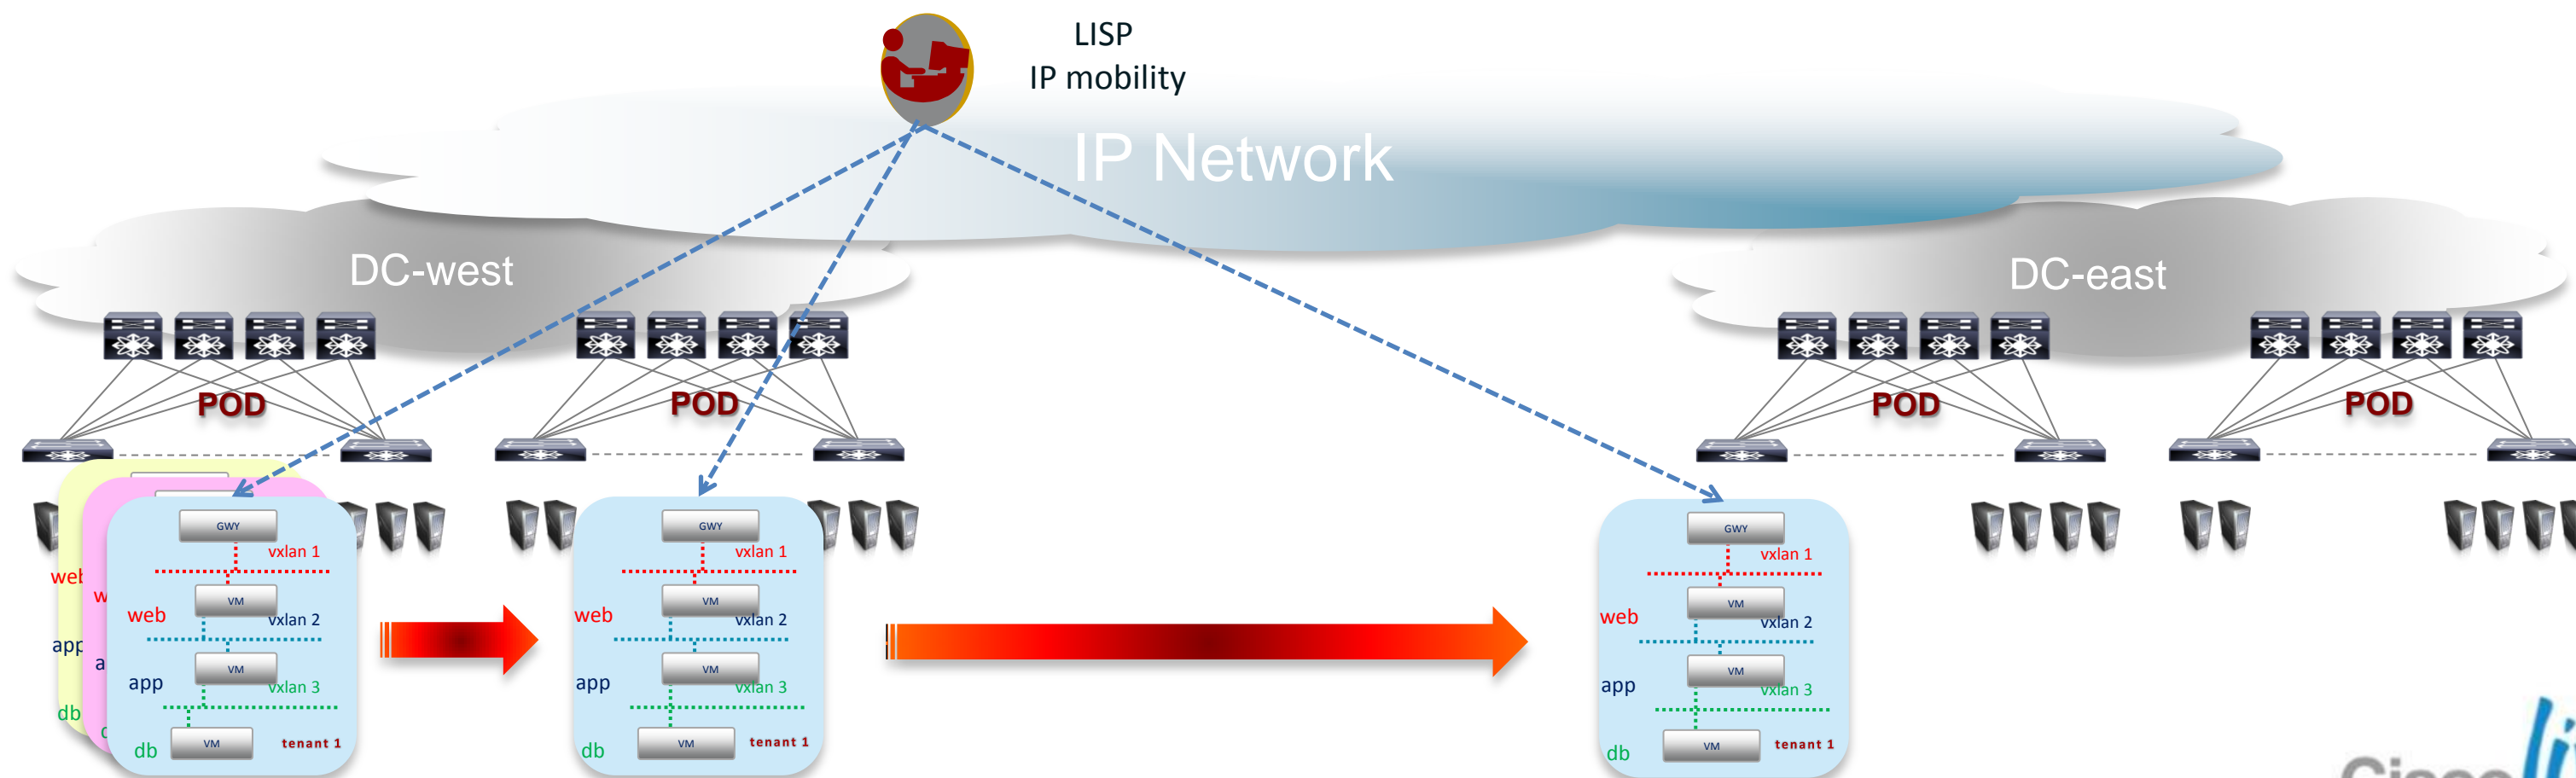 LISP
IP mobility
IP Network
DC-west
DC-east
POD
POD
POD
POD
GWY
vxlan 1
web
VM
vxlan 2
app
VM
vxlan 3
db
VM
tenant 1
web
app
db
GWY
vxlan 1
web
VM
vxlan 2
app
VM
vxlan 3
db
VM
tenant 1
GWY
vxlan 1
web
VM
vxlan 2
app
VM
vxlan 3
db
VM
tenant 1